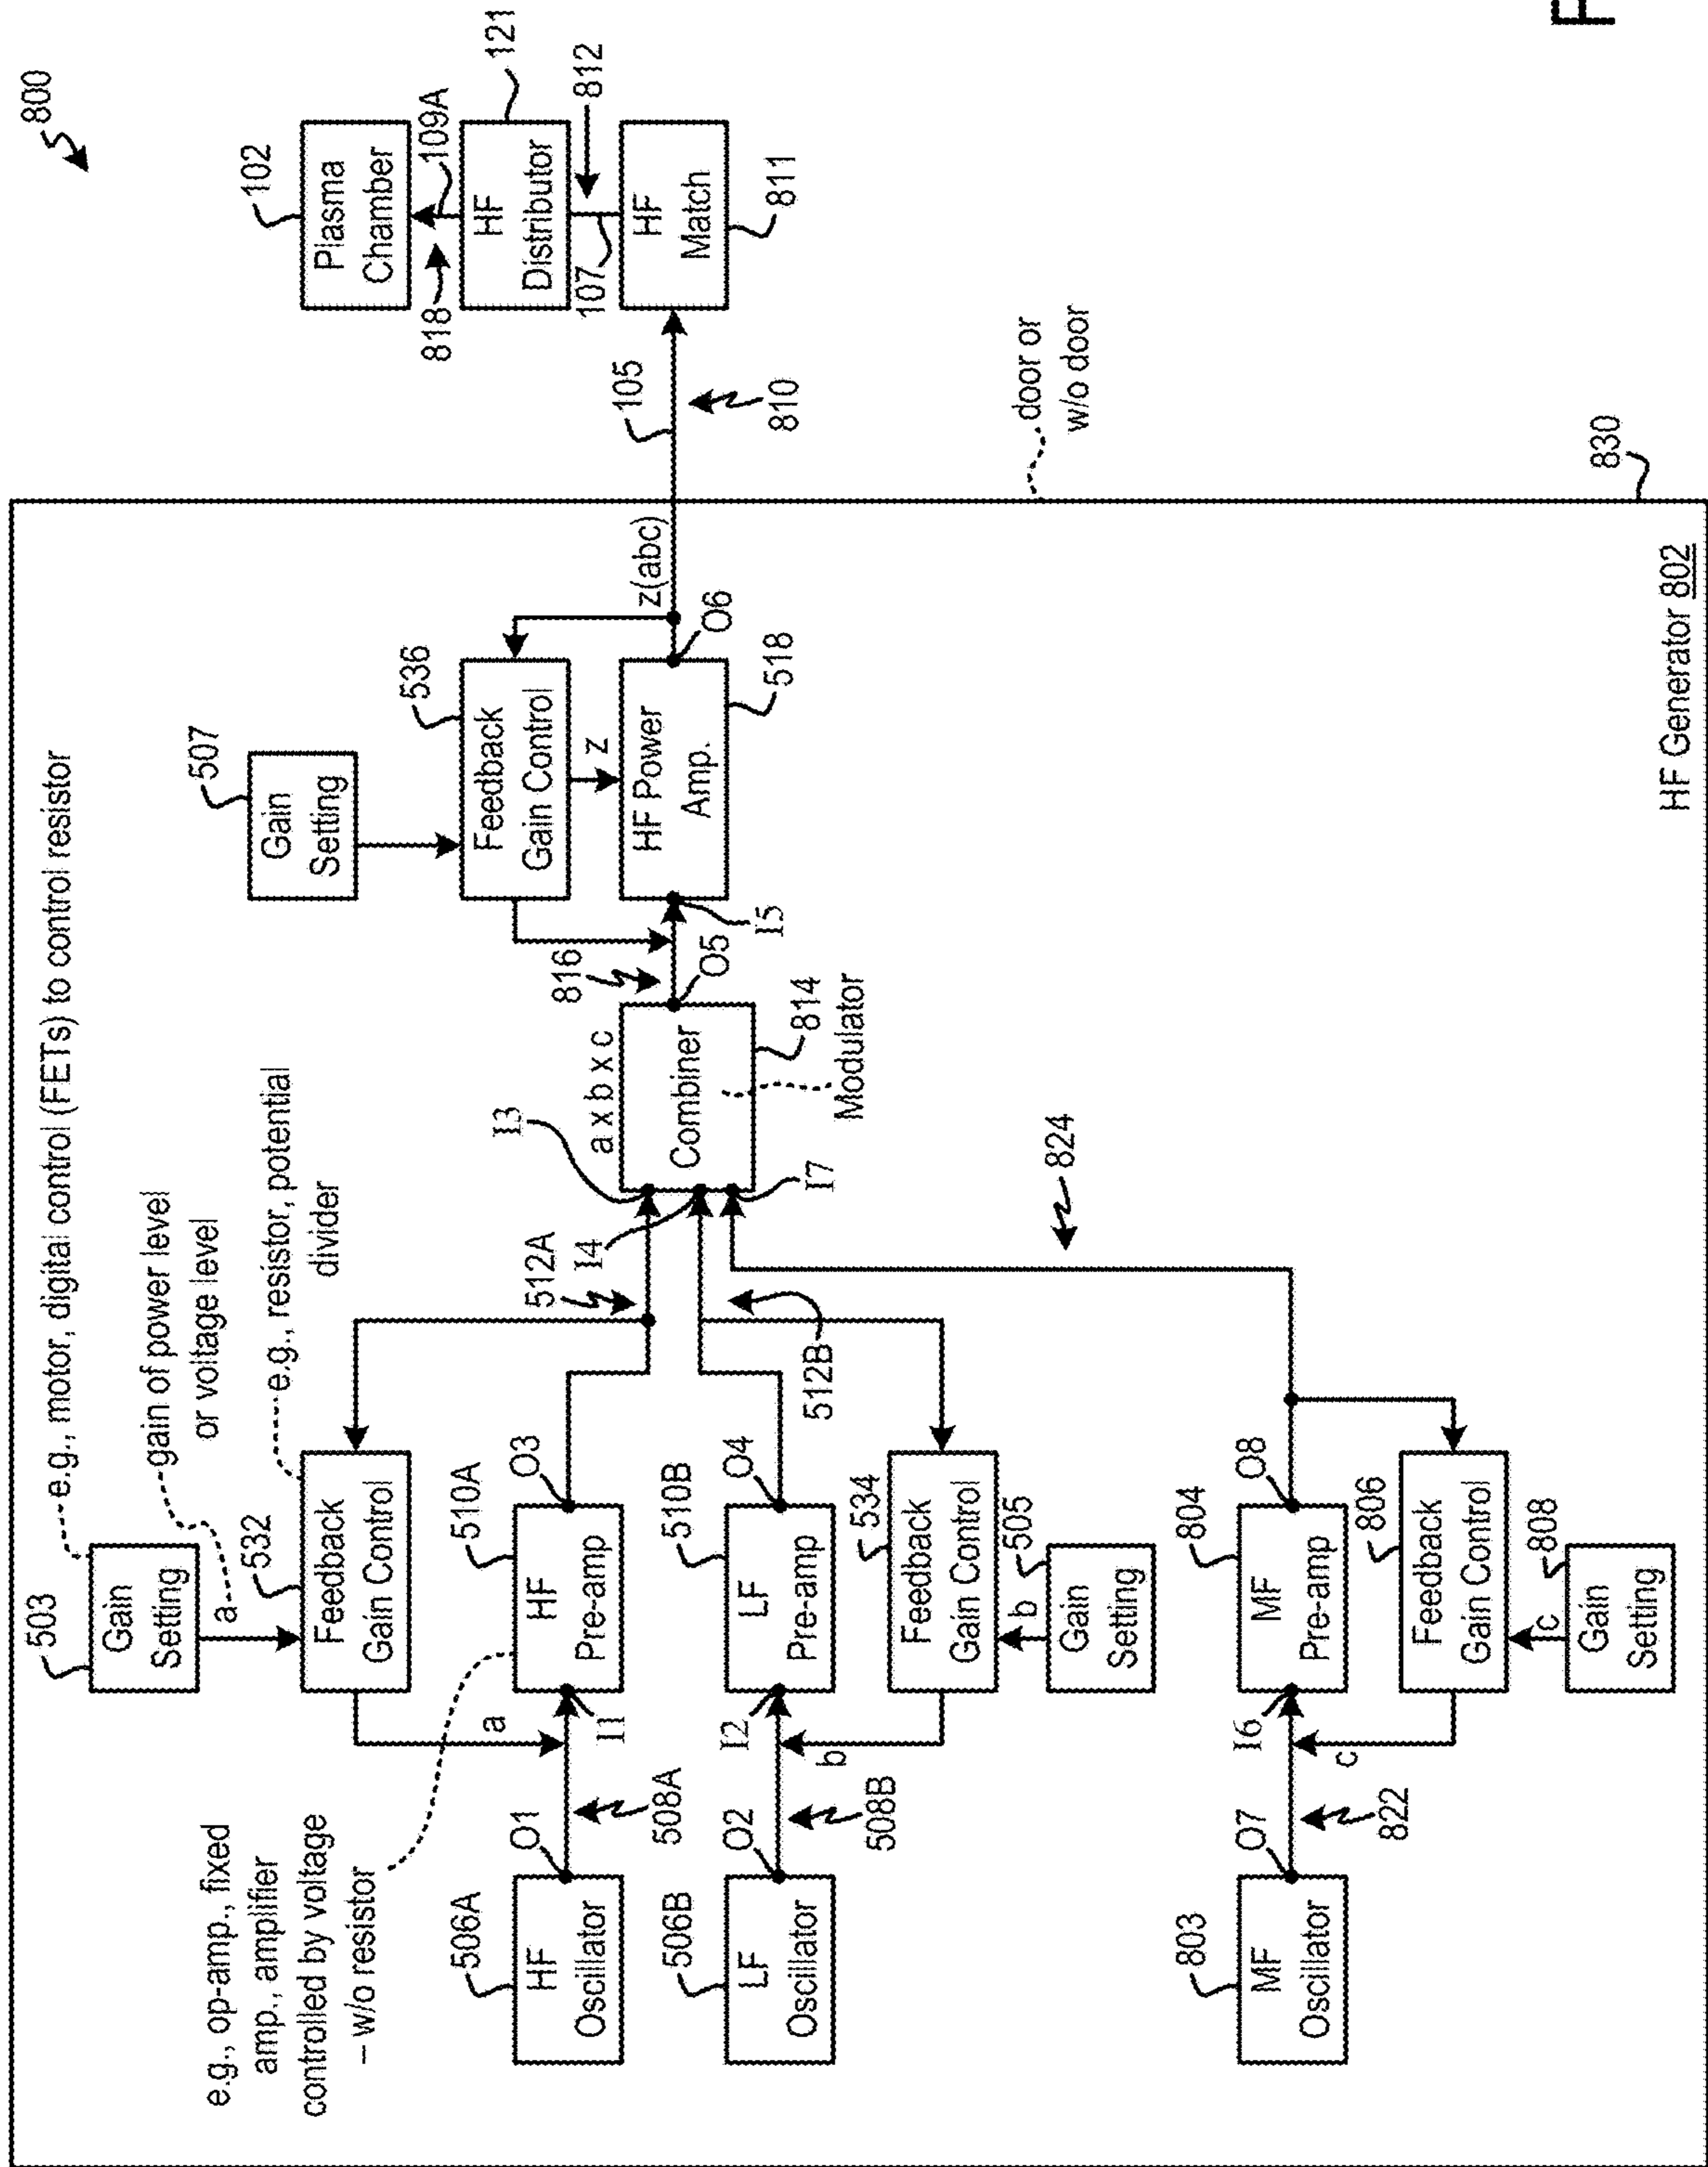 800
503
Gain
Setting
e.g., motor, digital control (FETs) to control resistor
a
gain of power level
or voltage level
532
Feedback
Gain Control
e.g., resistor, potential
divider
e.g., op-amp., fixed
amp., amplifier
controlled by voltage
– w/o resistor
506A
HF
Oscillator
O1
508A
a
I1
510A
HF
Pre-amp
O3
512A
I3
506B
LF
Oscillator
O2
508B
b
I2
510B
LF
Pre-amp
O4
512B
I4
534
Feedback
Gain Control
b
505
Gain
Setting
803
MF
Oscillator
O7
822
c
I6
804
MF
Pre-amp
O8
824
I7
806
Feedback
Gain Control
c
808
Gain
Setting
a x b x c
Combiner
814
Modulator
O5
816
I5
507
Gain
Setting
536
Feedback
Gain Control
z
HF Power
Amp.
518
O6
z(abc)
105
810
HF
Match
811
107
812
HF
Distributor
121
818
109A
Plasma
Chamber
102
door or
w/o door
830
HF Generator 802